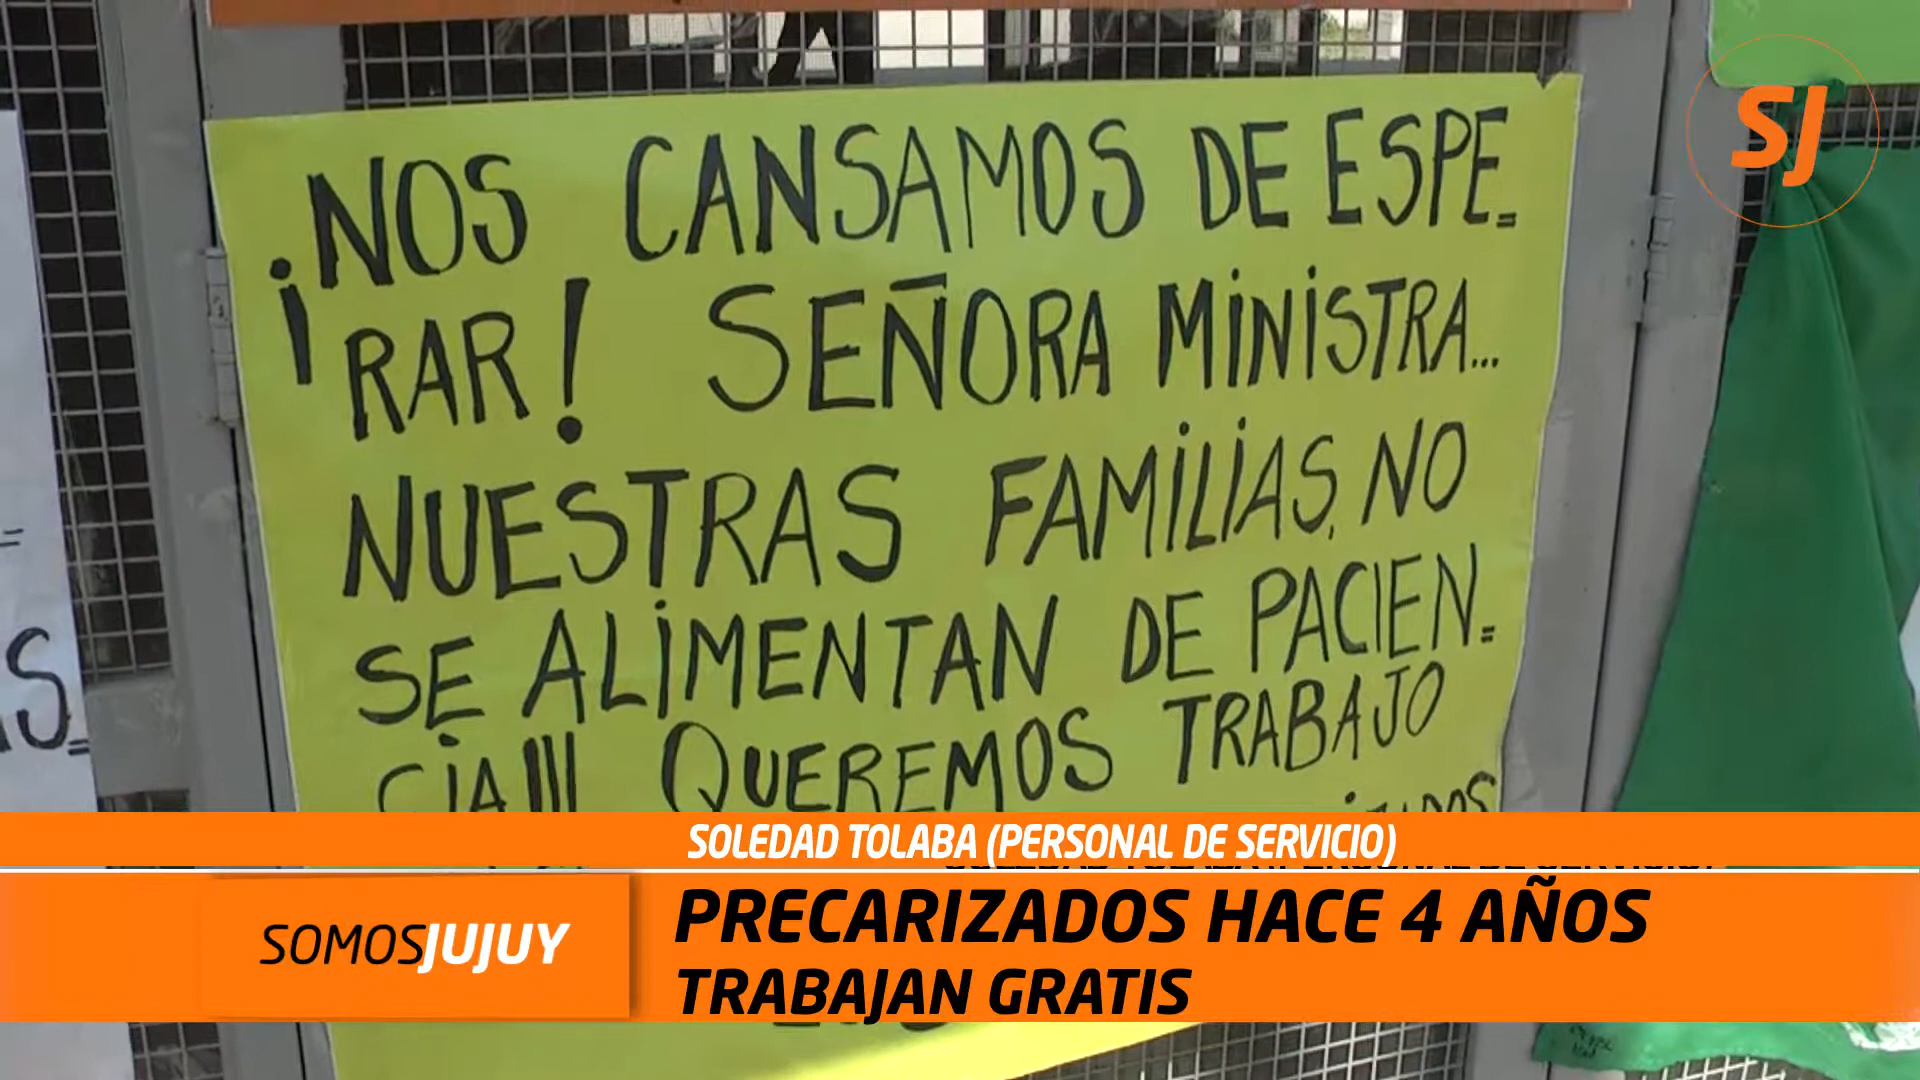 SJ
¡NOS CANSAMOS DE ESPE=
RAR! SEÑORA MINISTRA...
NUESTRAS FAMILIAS, NO
SE ALIMENTAN DE PACIEN=
CIA!!! QUEREMOS TRABAJO
SOLEDAD TOLABA (PERSONAL DE SERVICIO)
SOMOSJUJUY
PRECARIZADOS HACE 4 AÑOS
TRABAJAN GRATIS